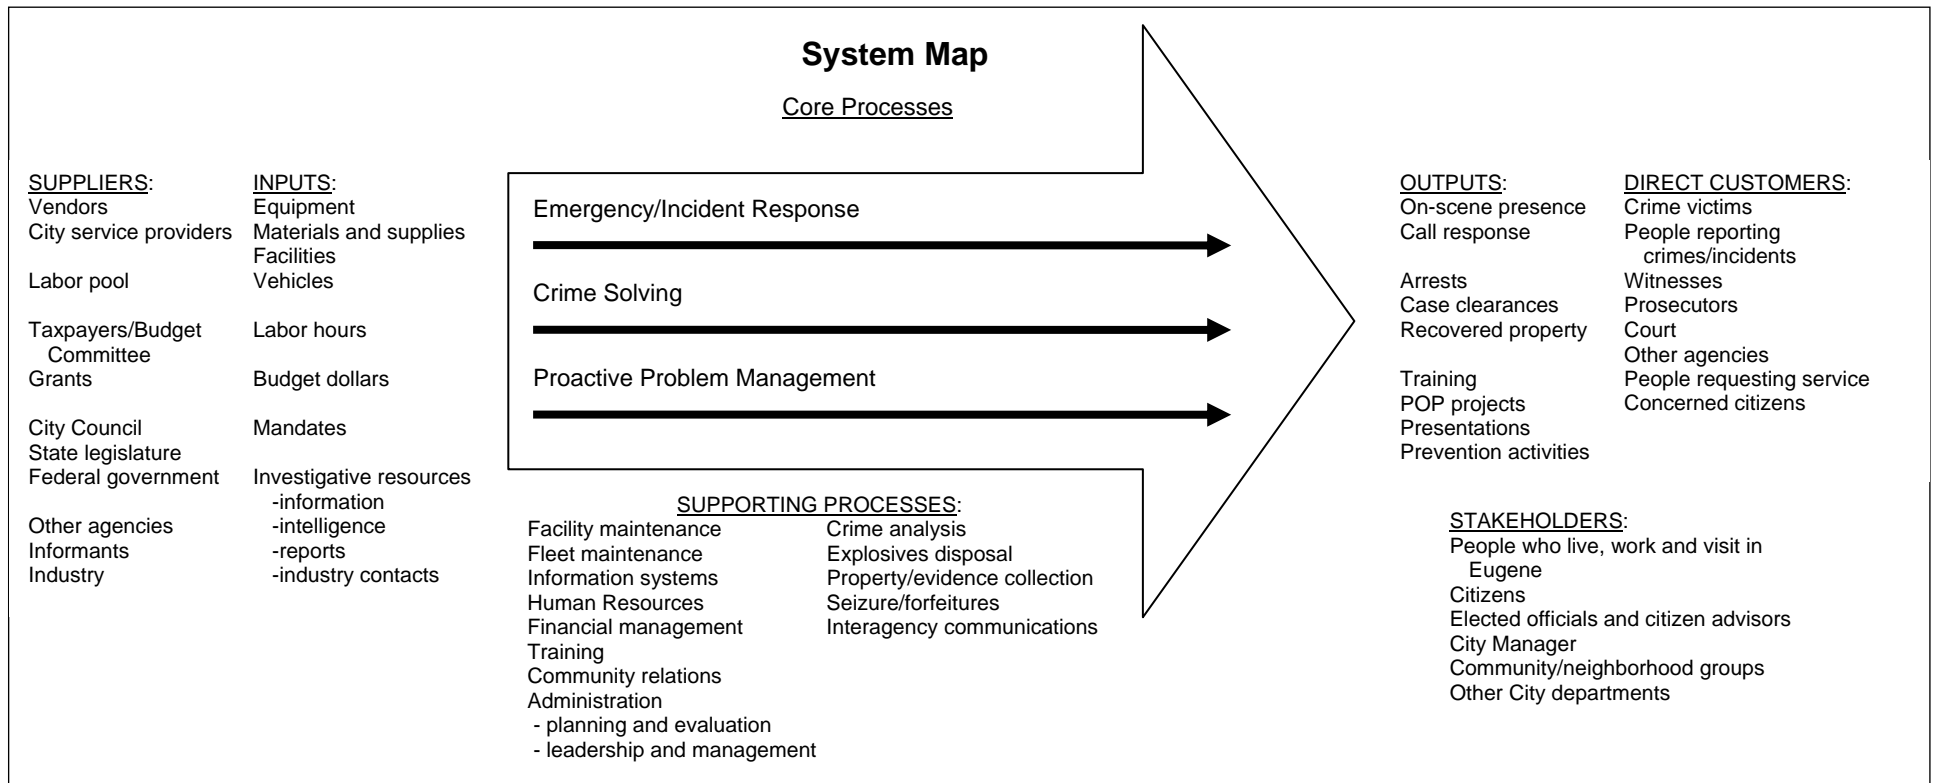 System Map
Core Processes
SUPPLIERS:
Vendors
City service providers
Labor pool
Taxpayers/Budget
Committee
Grants
City Council
State legislature
Federal government
Other agencies
Informants
Industry
INPUTS:
Equipment
Materials and supplies
Facilities
Vehicles
Labor hours
Budget dollars
Mandates
Investigative resources
-information
-intelligence
-reports
-industry contacts
Emergency/Incident Response
Crime Solving
Proactive Problem Management
SUPPORTING PROCESSES:
Facility maintenance
Fleet maintenance
Information systems
Human Resources
Financial management
Training
Community relations
Administration
- planning and evaluation
- leadership and management
Crime analysis
Explosives disposal
Property/evidence collection
Seizure/forfeitures
Interagency communications
OUTPUTS:
On-scene presence
Call response
Arrests
Case clearances
Recovered property
Training
POP projects
Presentations
Prevention activities
DIRECT CUSTOMERS:
Crime victims
People reporting
crimes/incidents
Witnesses
Prosecutors
Court
Other agencies
People requesting service
Concerned citizens
STAKEHOLDERS:
People who live, work and visit in
Eugene
Citizens
Elected officials and citizen advisors
City Manager
Community/neighborhood groups
Other City departments